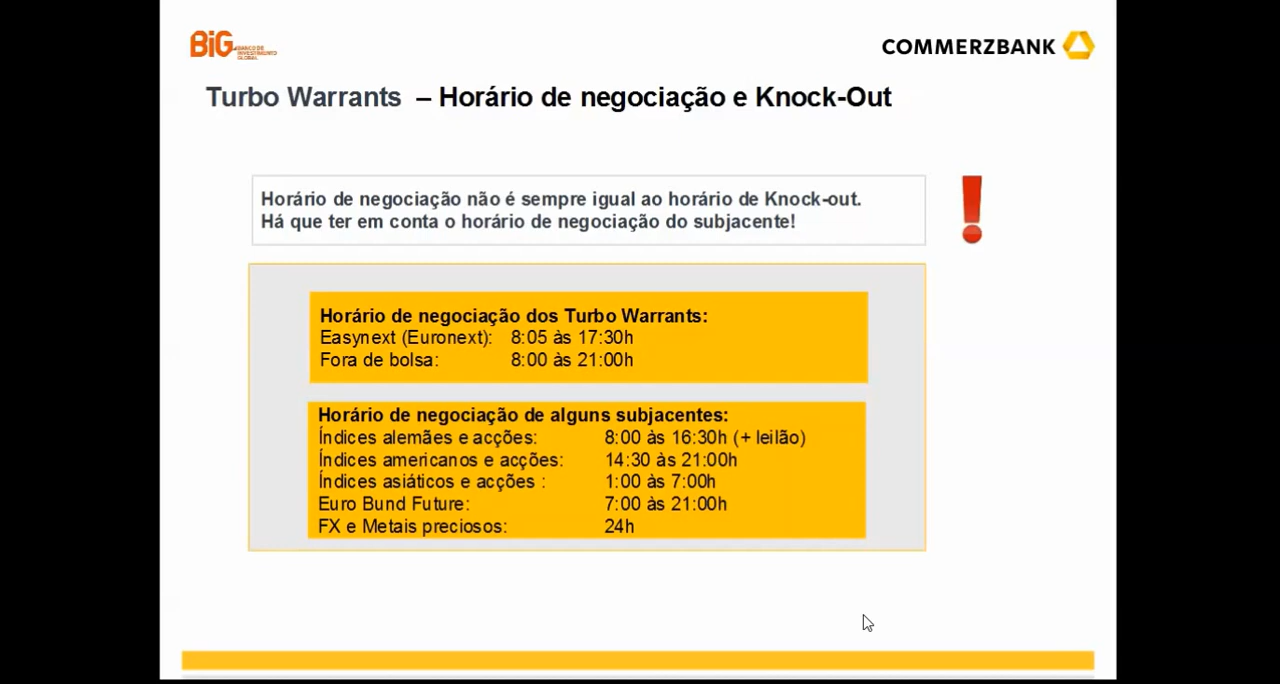 BiG BANCO DE
INVESTIMENTO
GLOBAL
COMMERZBANK
Turbo Warrants – Horário de negociação e Knock-Out
Horário de negociação não é sempre igual ao horário de Knock-out.
Há que ter em conta o horário de negociação do subjacente!
Horário de negociação dos Turbo Warrants:
Easynext (Euronext): 8:05 às 17:30h
Fora de bolsa: 8:00 às 21:00h
Horário de negociação de alguns subjacentes:
Índices alemães e acções: 8:00 às 16:30h (+ leilão)
Índices americanos e acções: 14:30 às 21:00h
Índices asiáticos e acções : 1:00 às 7:00h
Euro Bund Future: 7:00 às 21:00h
FX e Metais preciosos: 24h